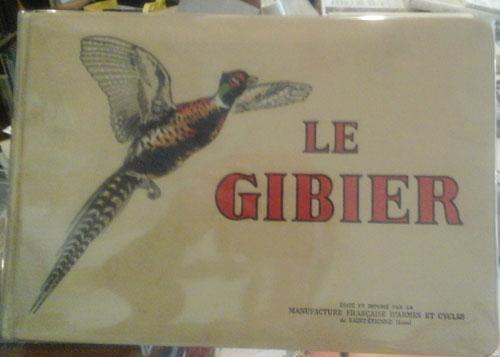 LE
GIBIER
ÉDITÉ ET IMPRIMÉ PAR LA
MANUFACTURE FRANÇAISE D'ARMES ET CYCLES
de SAINT-ÉTIENNE (Loire)